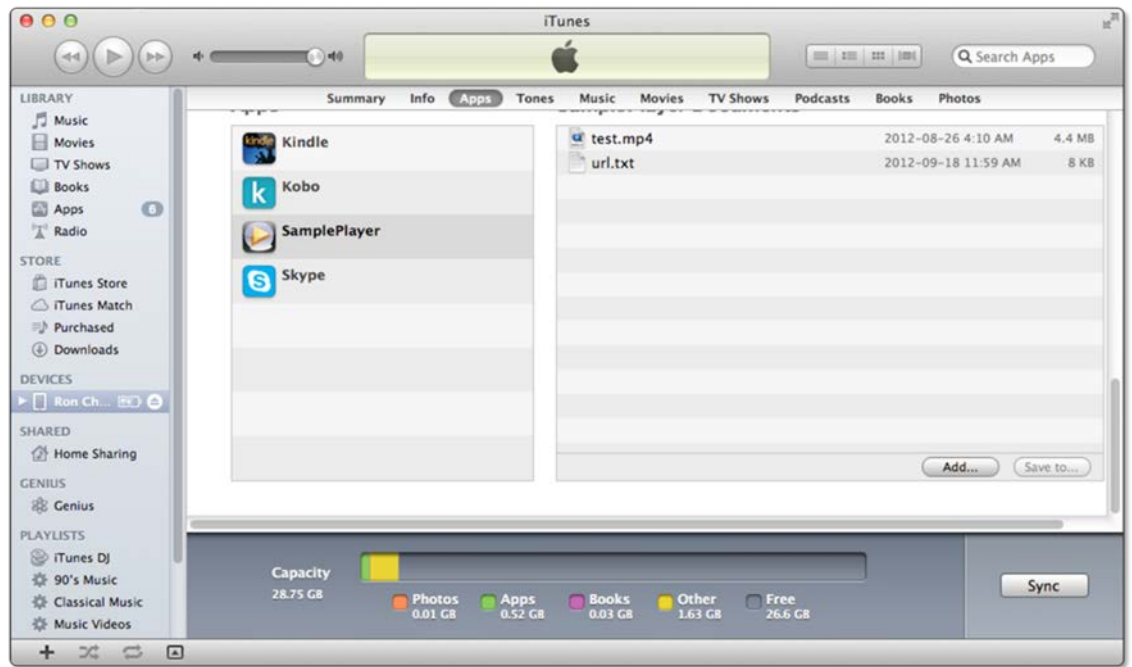 iTunes
Search Apps
Summary Info Apps Tones Music Movies TV Shows Podcasts Books Photos
LIBRARY
Music
Movies
TV Shows
Books
Apps 6
Radio
STORE
iTunes Store
iTunes Match
Purchased
Downloads
DEVICES
Ron Ch...
SHARED
Home Sharing
GENIUS
Genius
PLAYLISTS
iTunes DJ
90's Music
Classical Music
Music Videos
Kindle
Kobo
SamplePlayer
Skype
test.mp4 2012-08-26 4:10 AM 4.4 MB
url.txt 2012-09-18 11:59 AM 8 KB
Add... Save to...
Capacity
28.75 GB
Photos
0.01 GB
Apps
0.52 GB
Books
0.03 GB
Other
1.63 GB
Free
26.6 GB
Sync